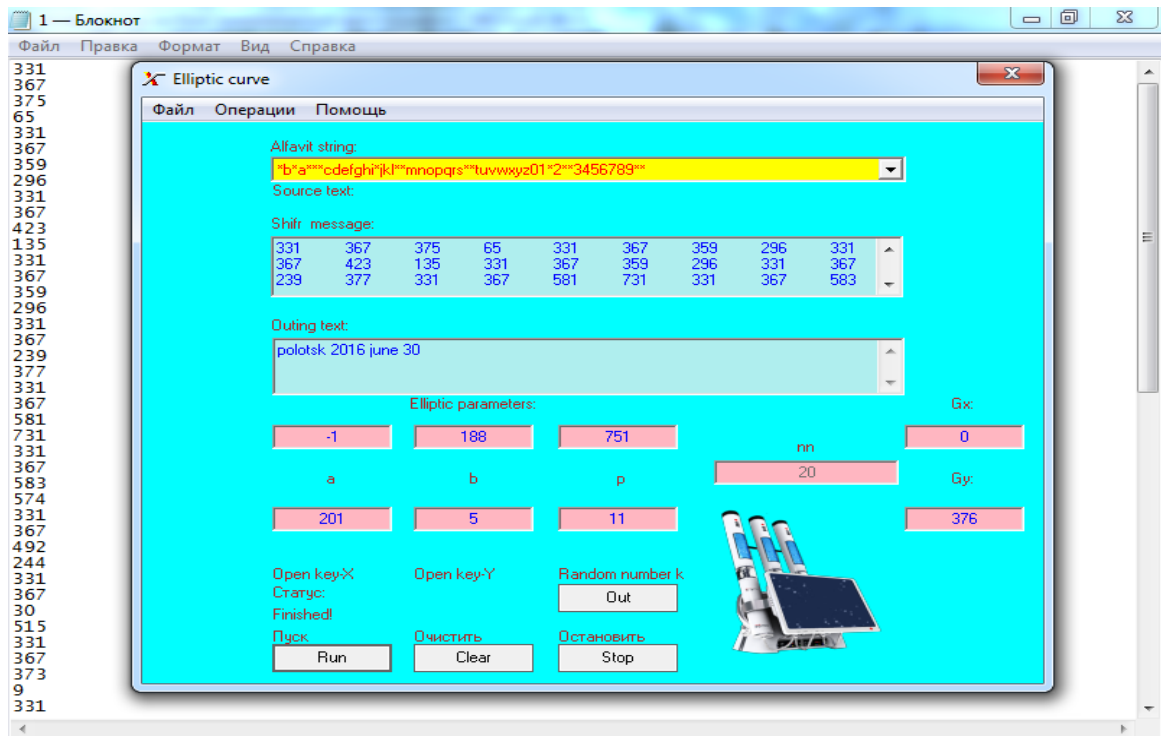 1 — Блокнот
Файл Правка Формат Вид Справка
331
367
375
65
331
367
359
296
331
367
423
135
331
367
359
296
331
367
239
377
331
367
581
731
331
367
583
574
331
367
492
244
331
367
30
515
331
367
373
9
331
Elliptic curve
Файл Операции Помощь
Alfavit string:
*b*a***cdefghi*jkl**mnopqrs**tuvwxyz01*2**3456789**
Source text:
Shifr message:
331 367 375 65 331 367 359 296 331
367 423 135 331 367 359 296 331 367
239 377 331 367 581 731 331 367 583
Outing text:
polotsk 2016 june 30
Elliptic parameters:
Gx:
-1 188 751 0
nn
20
a b p Gy:
201 5 11 376
Open key-X Open key-Y Random number k
Статус:
Out
Finished!
Пуск Очистить Остановить
Run Clear Stop